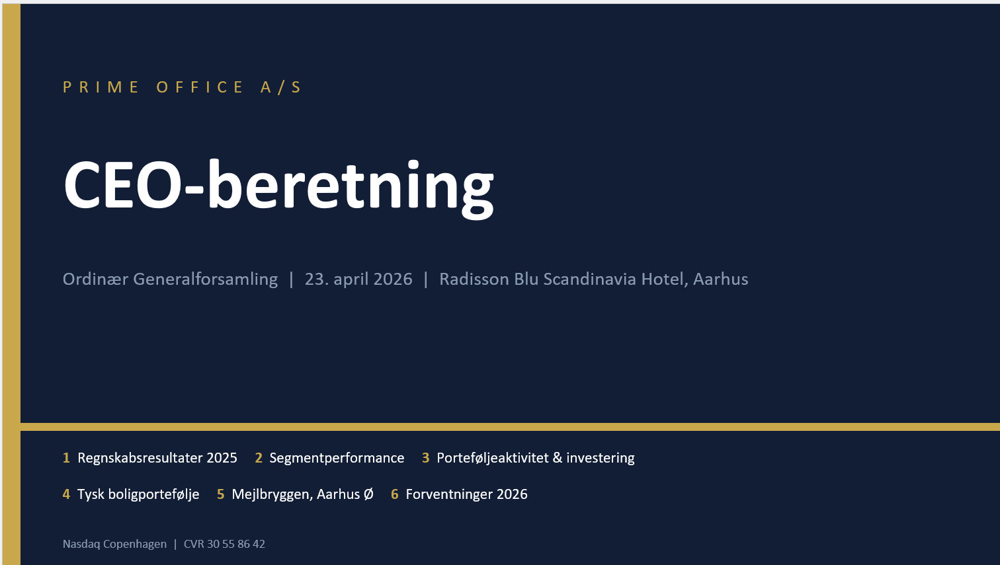 PRIME OFFICE A/S
CEO-beretning
Ordinær Generalforsamling | 23. april 2026 | Radisson Blu Scandinavia Hotel, Aarhus
1 Regnskabsresultater 2025 2 Segmentperformance 3 Porteføljeaktivitet & investering
4 Tysk boligportefølje 5 Mejlbryggen, Aarhus Ø 6 Forventninger 2026
Nasdaq Copenhagen | CVR 30 55 86 42